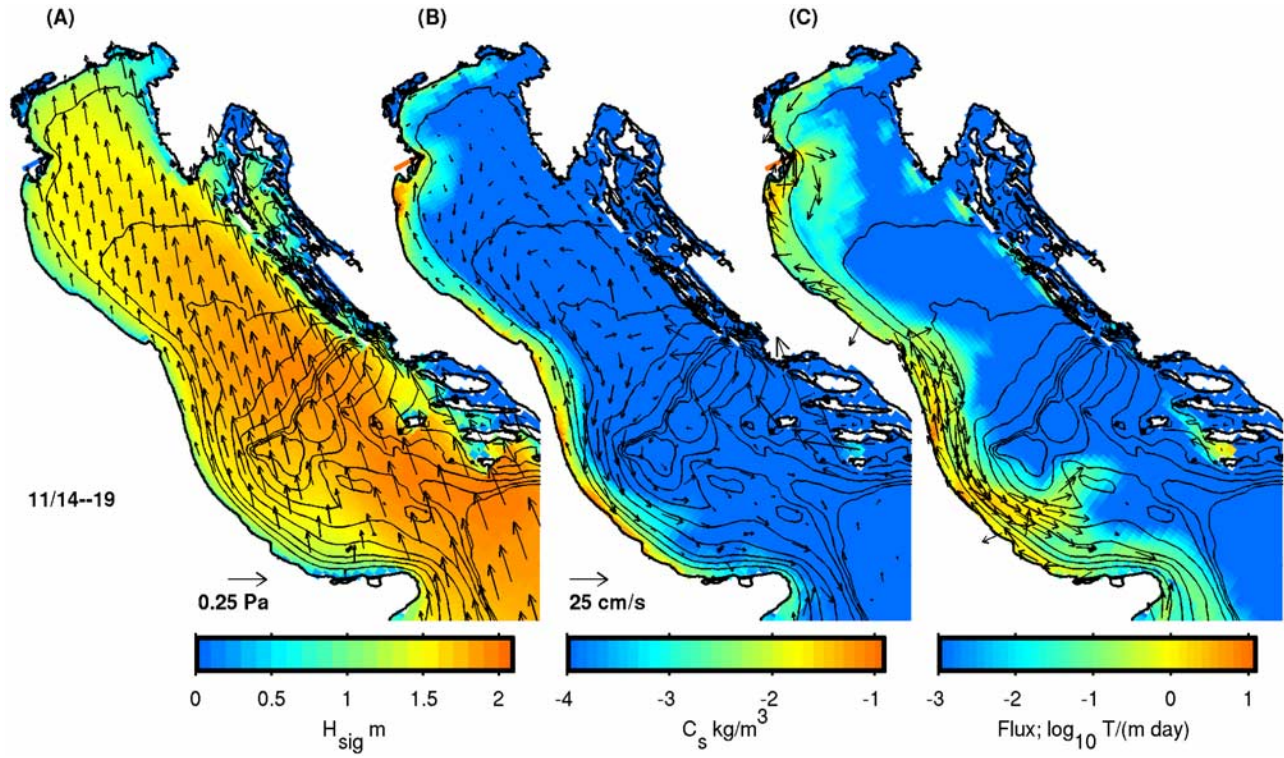 (A) (B) (C)
11/14--19
0.25 Pa 25 cm/s
0 0.5 1 1.5 2 -4 -3 -2 -1 -3 -2 -1 0 1
H_sig m C_s kg/m^3 Flux; log_10 T/(m day)